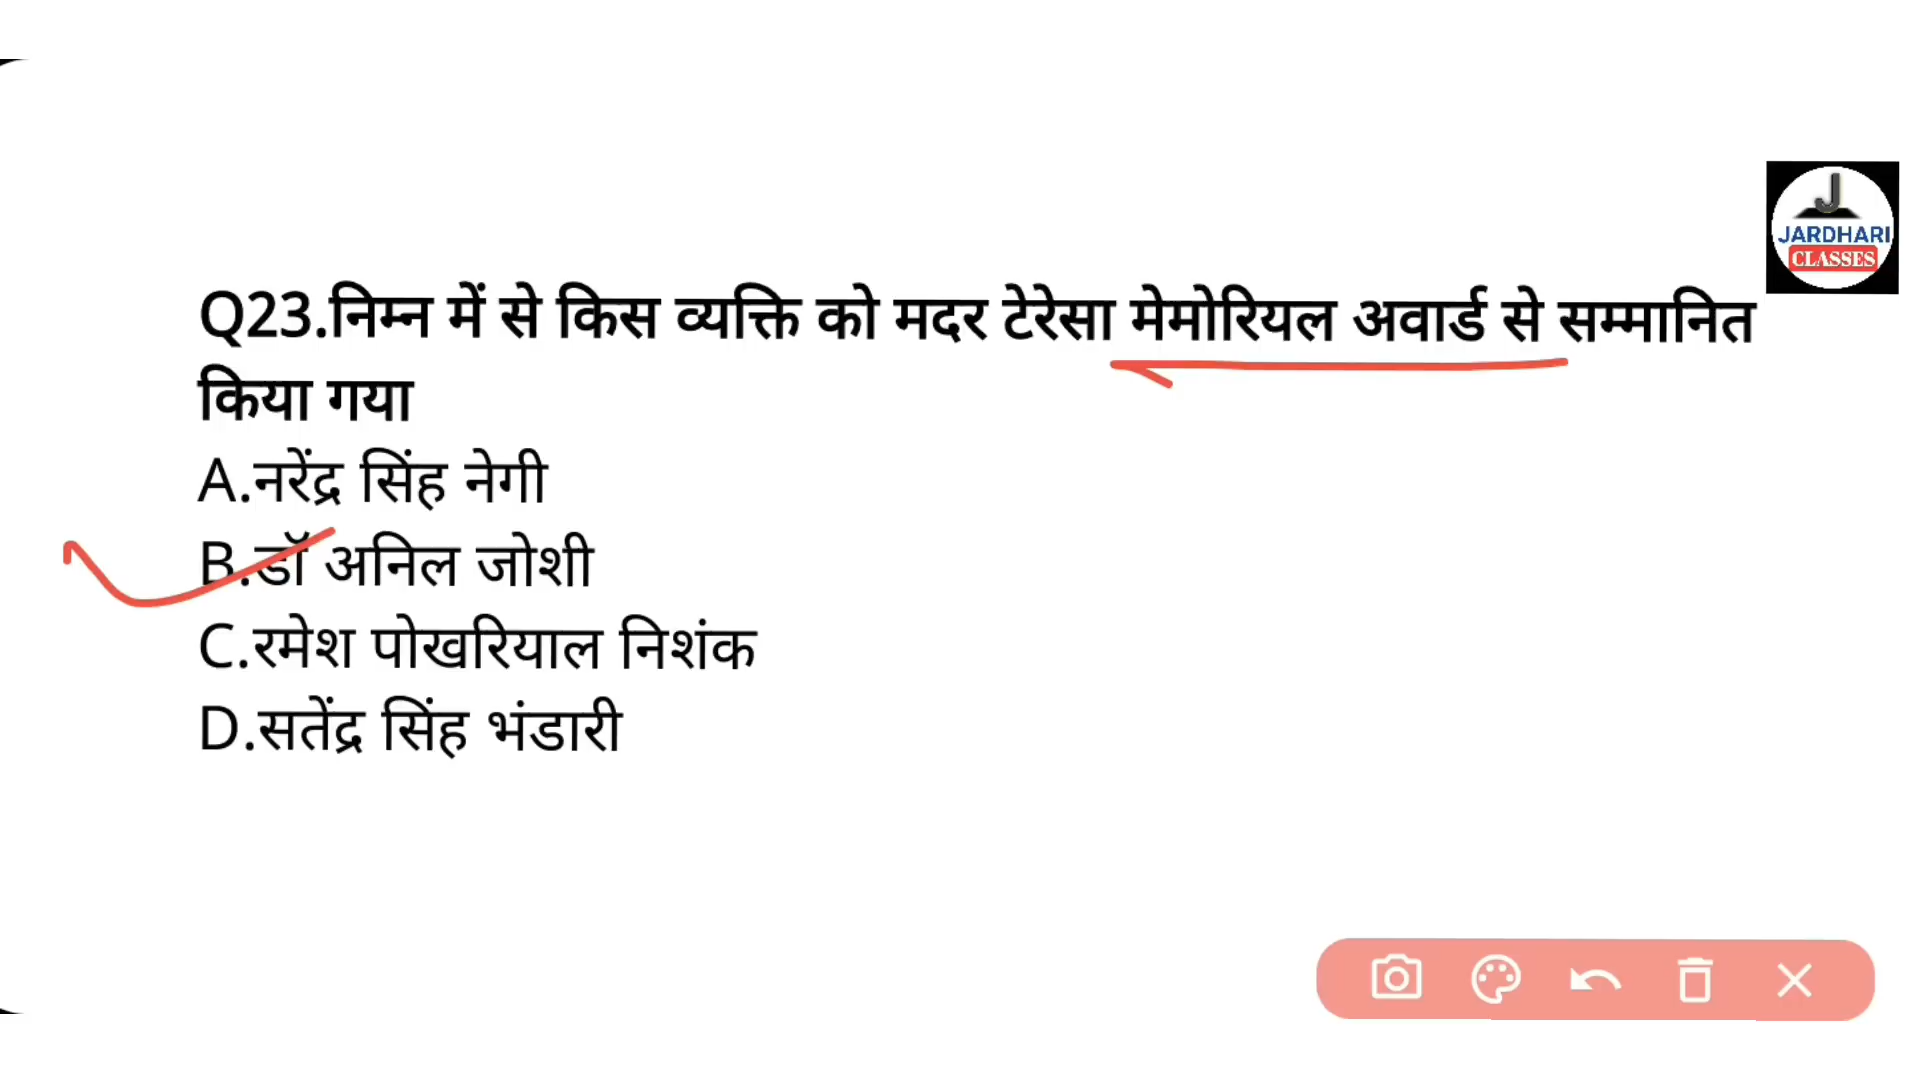 J
JARDHARI
CLASSES
Q23.निम्न में से किस व्यक्ति को मदर टेरेसा मेमोरियल अवार्ड से सम्मानित
किया गया
A.नरेंद्र सिंह नेगी
B.डॉ अनिल जोशी
C.रमेश पोखरियाल निशंक
D.सतेंद्र सिंह भंडारी